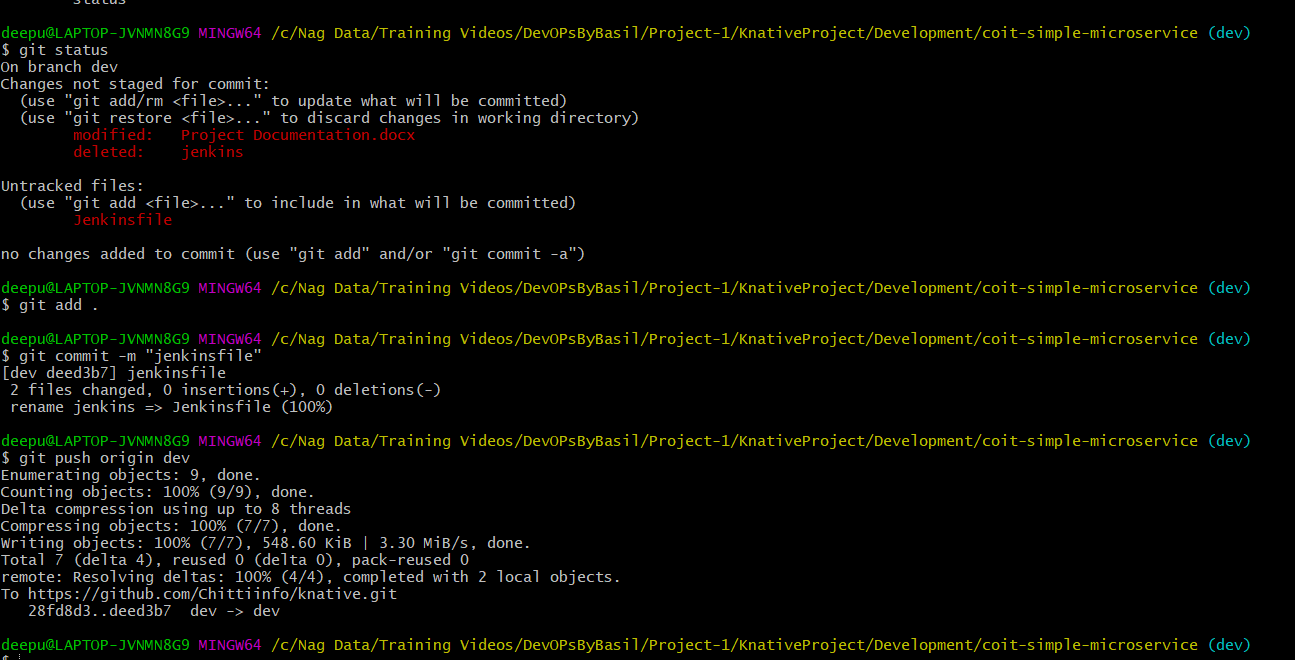 status
deepu@LAPTOP-JVNMN8G9 MINGW64 /c/Nag Data/Training Videos/DevOPsByBasil/Project-1/KnativeProject/Development/coit-simple-microservice (dev)
$ git status
On branch dev
Changes not staged for commit:
  (use "git add/rm <file>..." to update what will be committed)
  (use "git restore <file>..." to discard changes in working directory)
        modified:   Project Documentation.docx
        deleted:    jenkins
Untracked files:
  (use "git add <file>..." to include in what will be committed)
        Jenkinsfile
no changes added to commit (use "git add" and/or "git commit -a")
deepu@LAPTOP-JVNMN8G9 MINGW64 /c/Nag Data/Training Videos/DevOPsByBasil/Project-1/KnativeProject/Development/coit-simple-microservice (dev)
$ git add .
deepu@LAPTOP-JVNMN8G9 MINGW64 /c/Nag Data/Training Videos/DevOPsByBasil/Project-1/KnativeProject/Development/coit-simple-microservice (dev)
$ git commit -m "jenkinsfile"
[dev deed3b7] jenkinsfile
 2 files changed, 0 insertions(+), 0 deletions(-)
 rename jenkins => Jenkinsfile (100%)
deepu@LAPTOP-JVNMN8G9 MINGW64 /c/Nag Data/Training Videos/DevOPsByBasil/Project-1/KnativeProject/Development/coit-simple-microservice (dev)
$ git push origin dev
Enumerating objects: 9, done.
Counting objects: 100% (9/9), done.
Delta compression using up to 8 threads
Compressing objects: 100% (7/7), done.
Writing objects: 100% (7/7), 548.60 KiB | 3.30 MiB/s, done.
Total 7 (delta 4), reused 0 (delta 0), pack-reused 0
remote: Resolving deltas: 100% (4/4), completed with 2 local objects.
To https://github.com/Chittiinfo/knative.git
   28fd8d3..deed3b7  dev -> dev
deepu@LAPTOP-JVNMN8G9 MINGW64 /c/Nag Data/Training Videos/DevOPsByBasil/Project-1/KnativeProject/Development/coit-simple-microservice (dev)
$